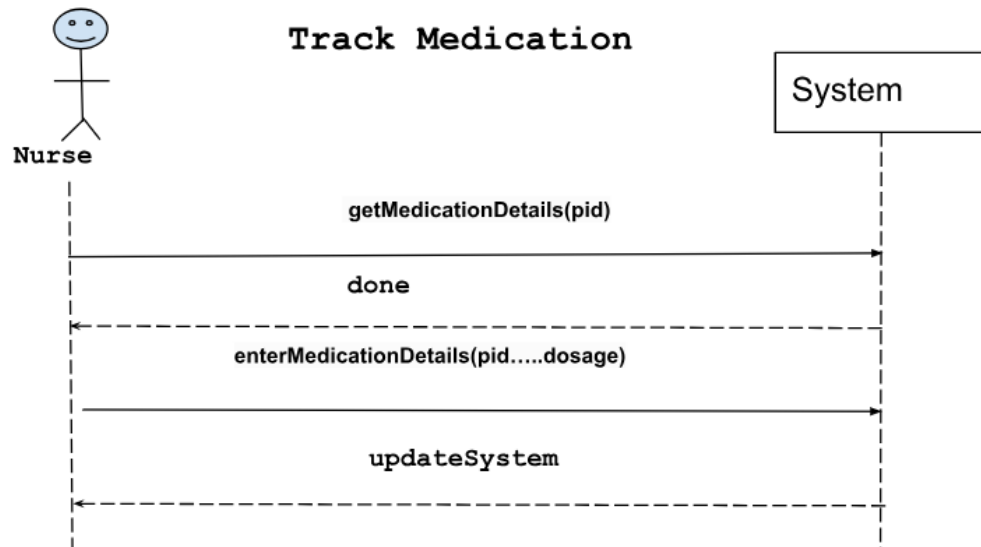 Track Medication
System
Nurse
getMedicationDetails(pid)
done
enterMedicationDetails(pid.....dosage)
updateSystem